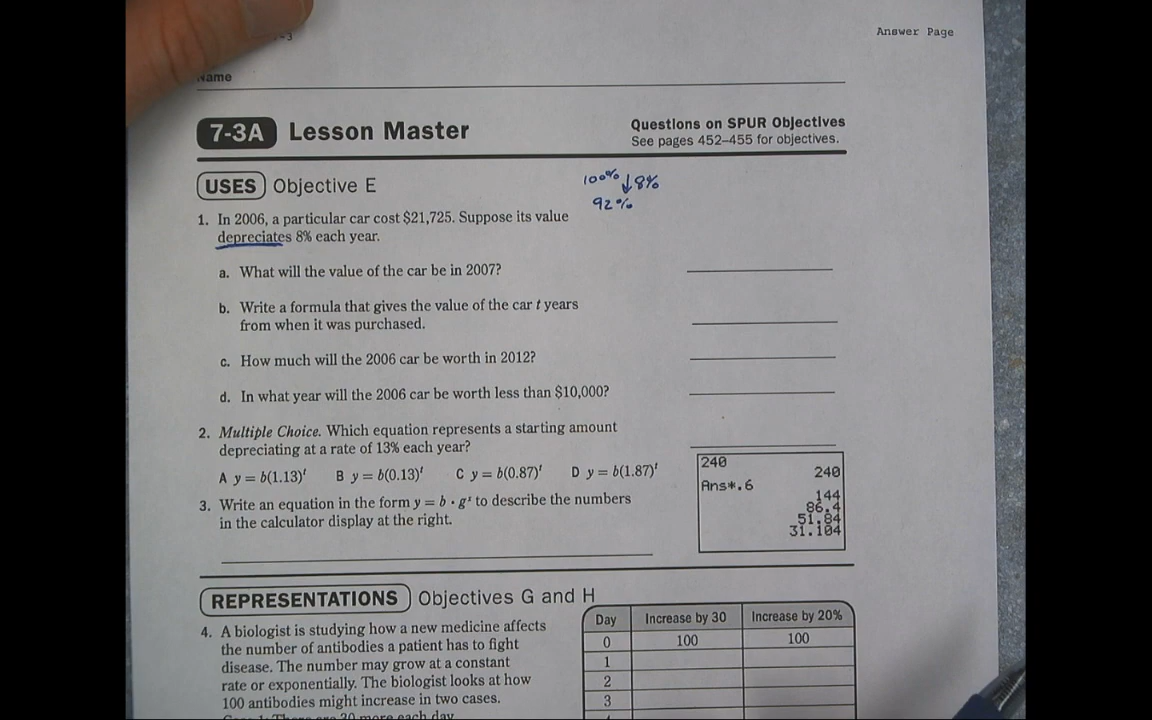 -3
Answer Page
Name
7-3A Lesson Master
Questions on SPUR Objectives
See pages 452–455 for objectives.
USES Objective E
100% ↓ 8%
92%
1. In 2006, a particular car cost $21,725. Suppose its value
depreciates 8% each year.
a. What will the value of the car be in 2007?
b. Write a formula that gives the value of the car t years
from when it was purchased.
c. How much will the 2006 car be worth in 2012?
d. In what year will the 2006 car be worth less than $10,000?
2. Multiple Choice. Which equation represents a starting amount
depreciating at a rate of 13% each year?
A y = b(1.13)^t B y = b(0.13)^t C y = b(0.87)^t D y = b(1.87)^t
3. Write an equation in the form y = b · g^x to describe the numbers
in the calculator display at the right.
240
240
Ans*.6
144
86.4
51.84
31.104
REPRESENTATIONS Objectives G and H
4. A biologist is studying how a new medicine affects
the number of antibodies a patient has to fight
disease. The number may grow at a constant
rate or exponentially. The biologist looks at how
100 antibodies might increase in two cases.
30 more each day
Day Increase by 30 Increase by 20%
0 100 100
1
2
3